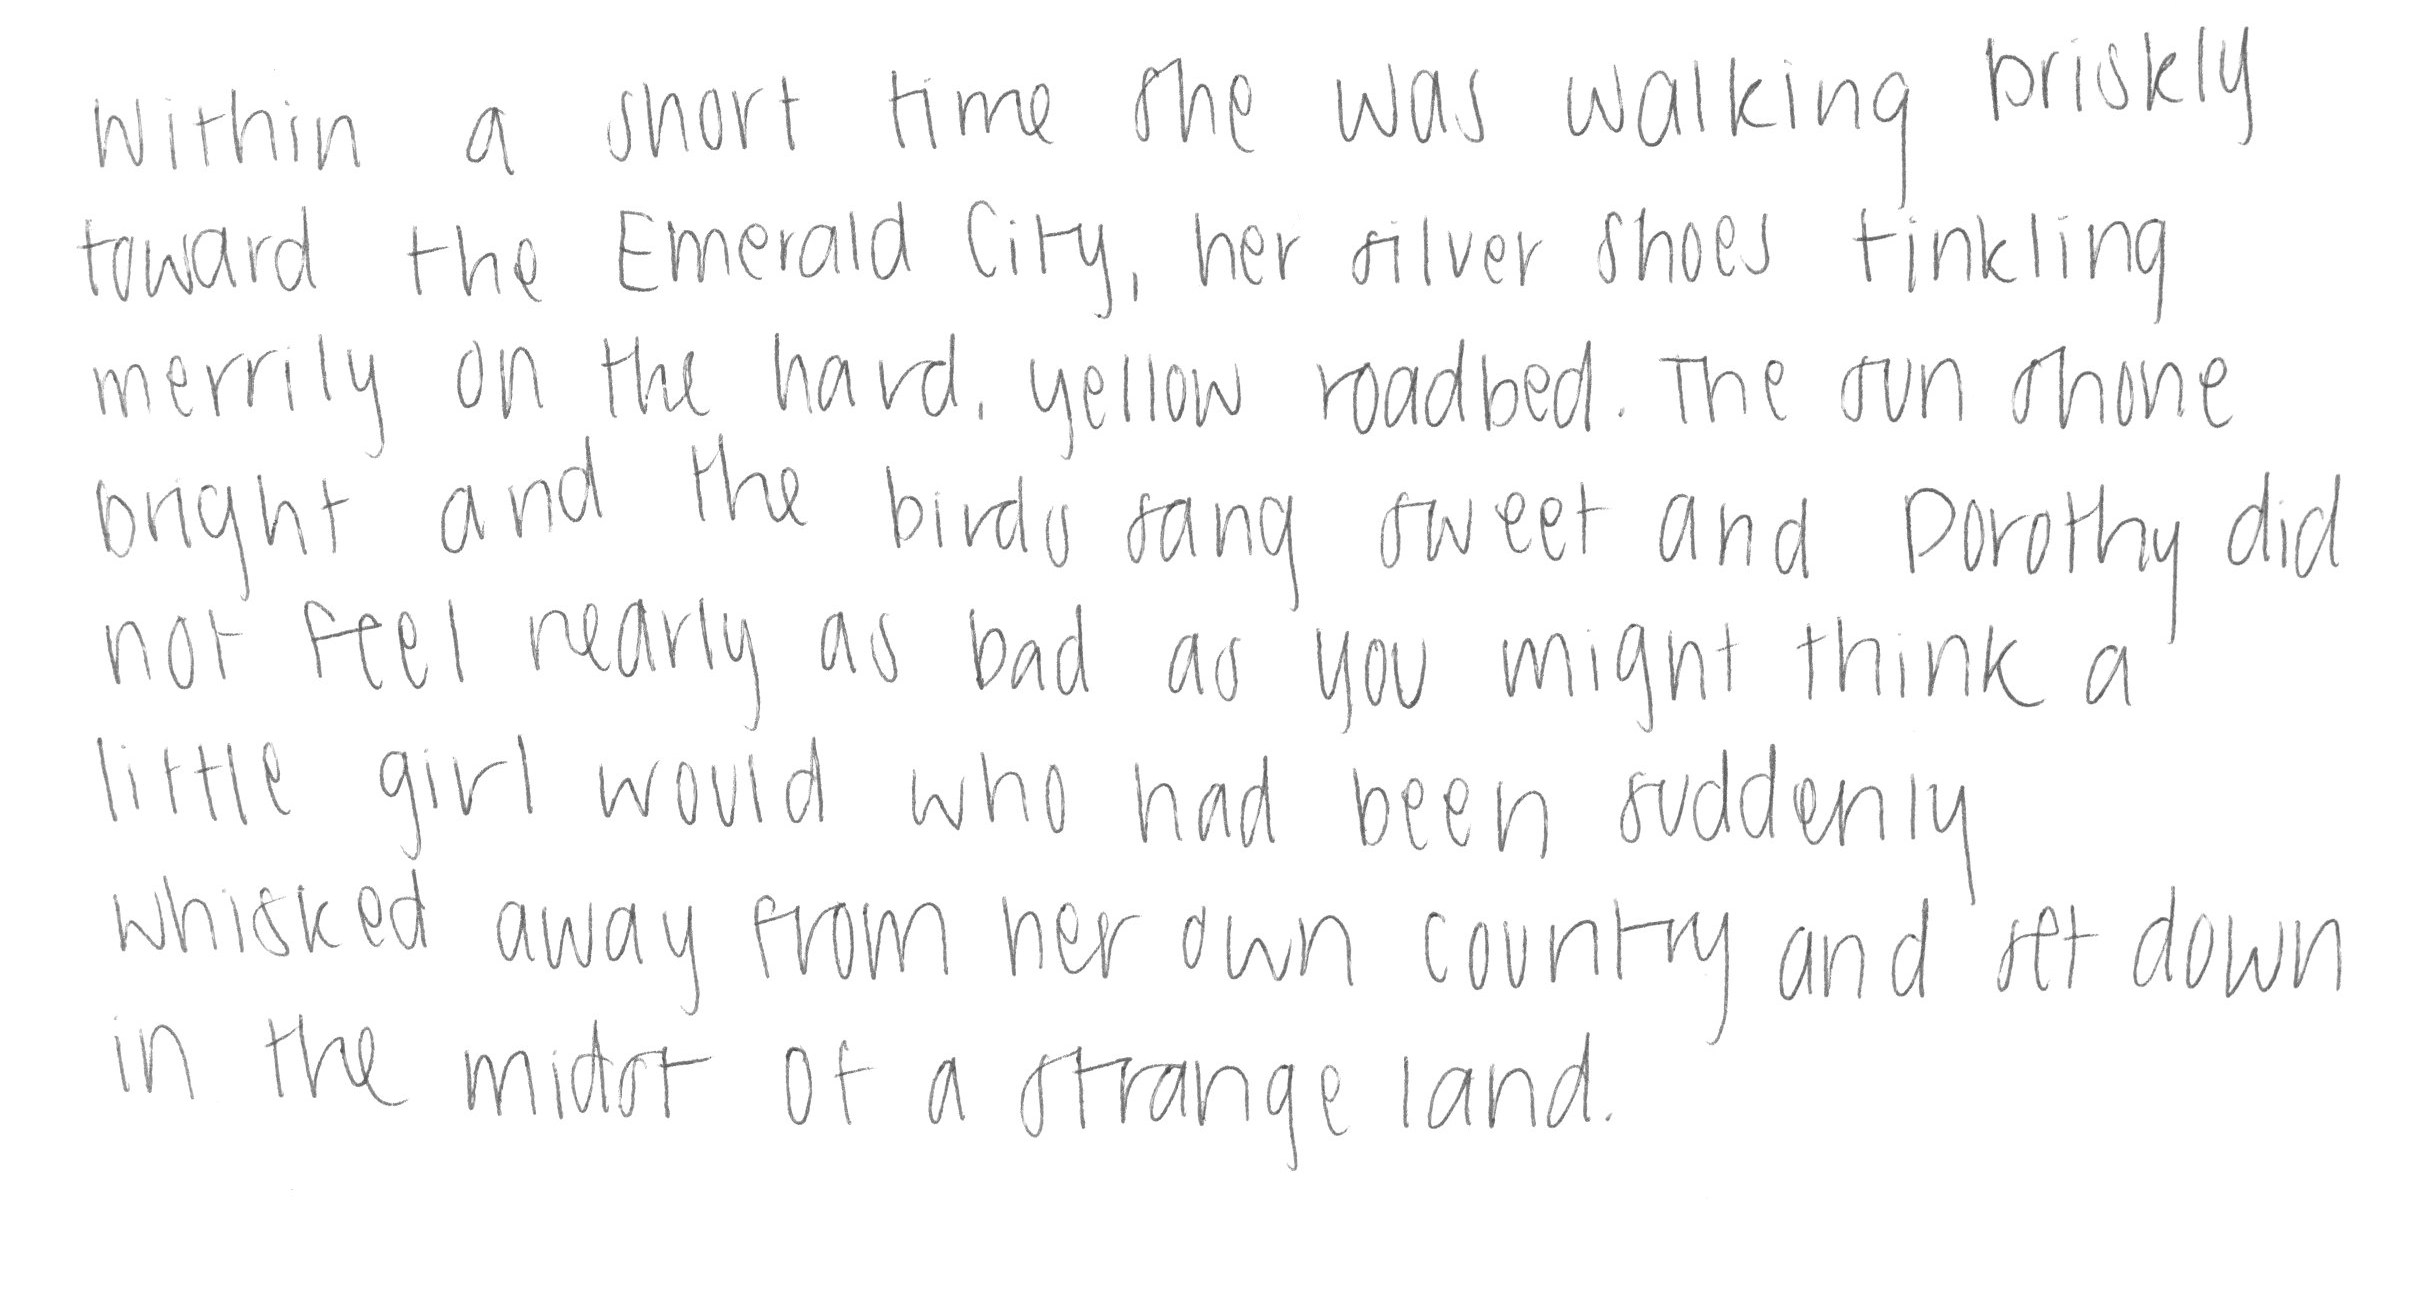 Within a short time she was walking briskly
toward the Emerald City, her silver shoes tinkling
merrily on the hard, yellow roadbed. The sun shone
bright and the birds sang sweet and Dorothy did
not feel nearly as bad as you might think a
little girl would who had been suddenly
whisked away from her own country and set down
in the midst of a strange land.